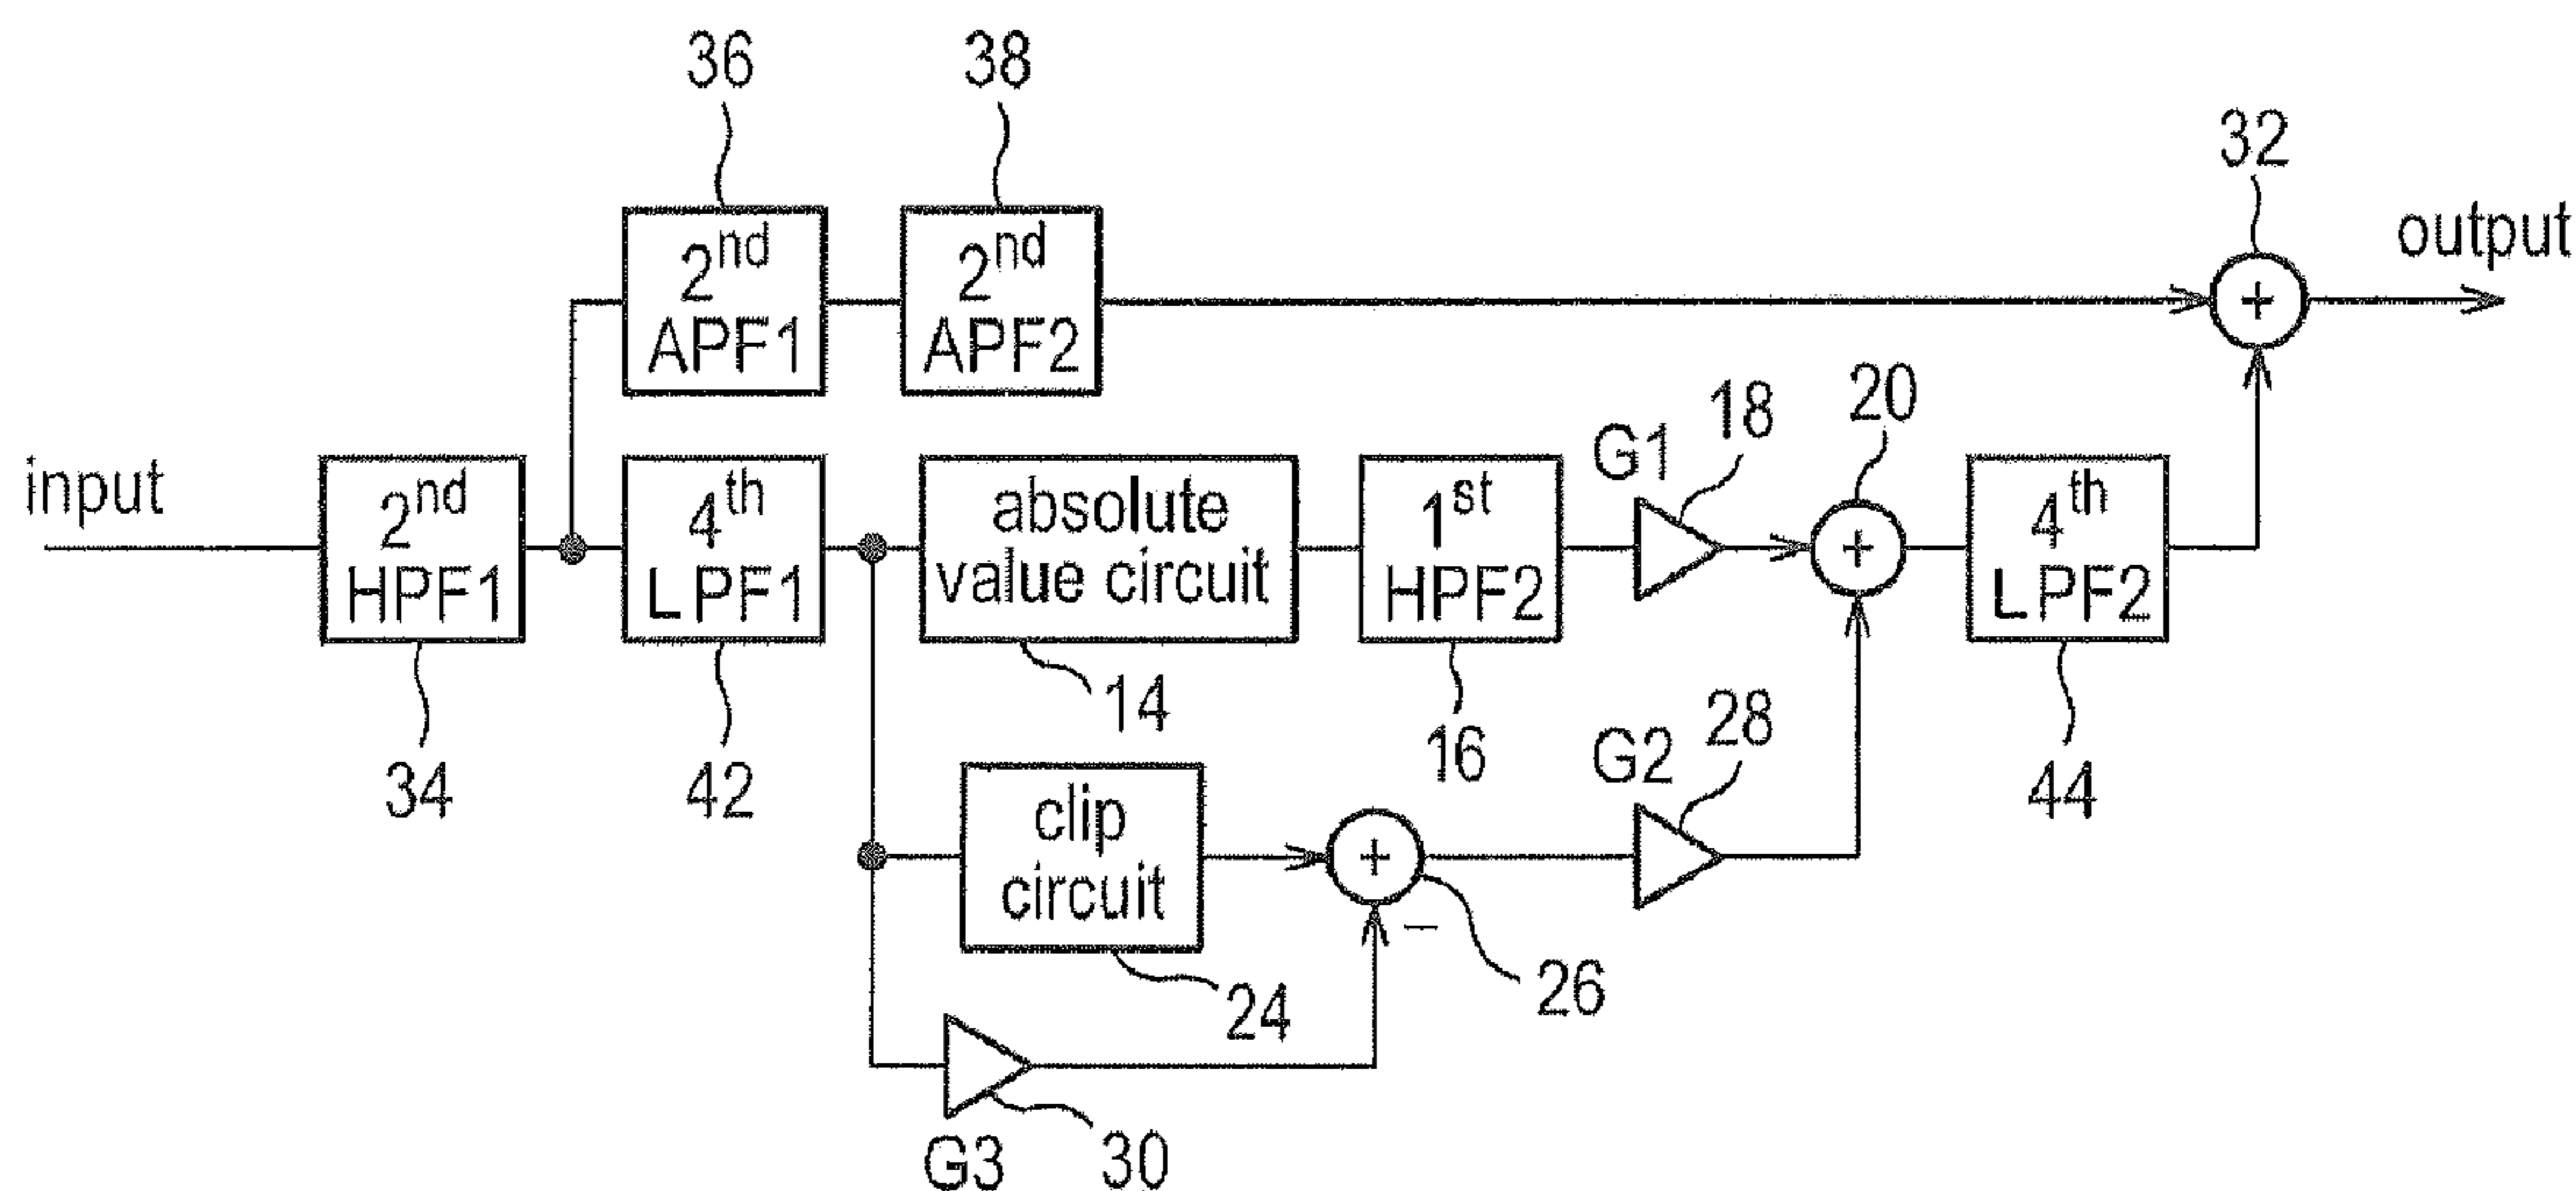 36
38
32
output
2nd
APF1
2nd
APF2
+
input
2nd
HPF1
4th
LPF1
absolute
value circuit
1st
HPF2
G1
18
20
+
4th
LPF2
34
42
14
16
G2
28
44
clip
circuit
+
−
24
26
G3
30